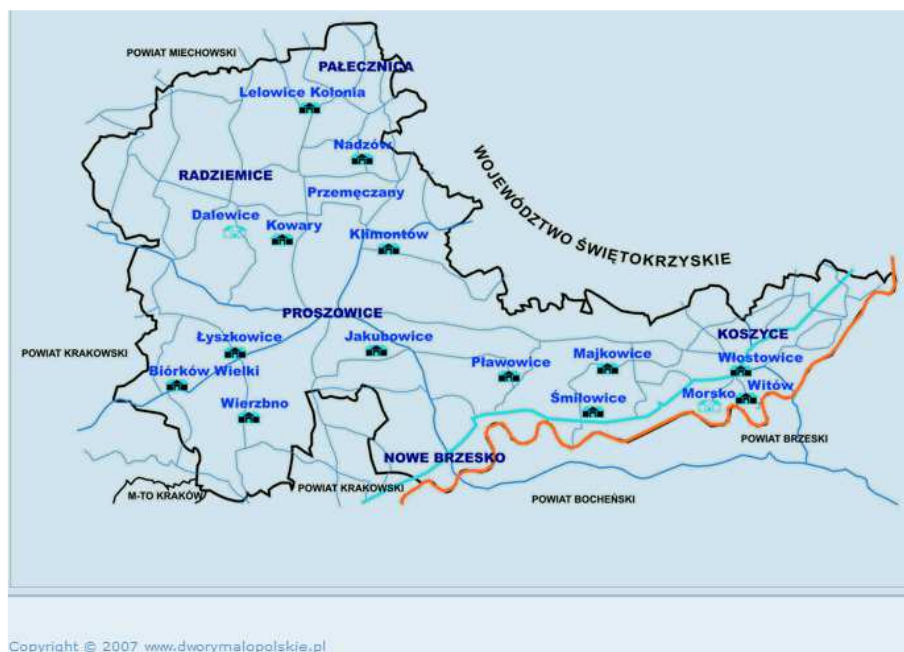 POWIAT MIECHOWSKI
PAŁECZNICA
Lelowice Kolonia
Nadzów
WOJEWÓDZTWO ŚWIĘTOKRZYSKIE
RADZIEMICE
Przemęczany
Dalewice
Kowary
Klimontów
PROSZOWICE
KOSZYCE
Łyszkowice
Jakubowice
POWIAT KRAKOWSKI
Pławowice
Majkowice
Włostowice
Biórków Wielki
Wierzbno
Śmiłowice
Morsko
Witów
POWIAT BRZESKI
NOWE BRZESKO
M-TO KRAKÓW
POWIAT KRAKOWSKI
POWIAT BOCHEŃSKI
Copyright © 2007 www.dworymalopolskie.pl